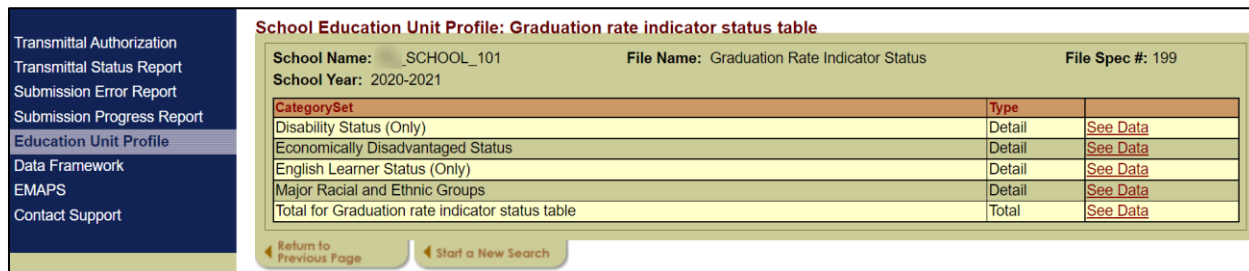 Transmittal Authorization
Transmittal Status Report
Submission Error Report
Submission Progress Report
Education Unit Profile
Data Framework
EMAPS
Contact Support
School Education Unit Profile: Graduation rate indicator status table
School Name: _SCHOOL_101 File Name: Graduation Rate Indicator Status File Spec #: 199
School Year: 2020-2021
CategorySet Type
Disability Status (Only) Detail See Data
Economically Disadvantaged Status Detail See Data
English Learner Status (Only) Detail See Data
Major Racial and Ethnic Groups Detail See Data
Total for Graduation rate indicator status table Total See Data
Return to
Previous Page
Start a New Search